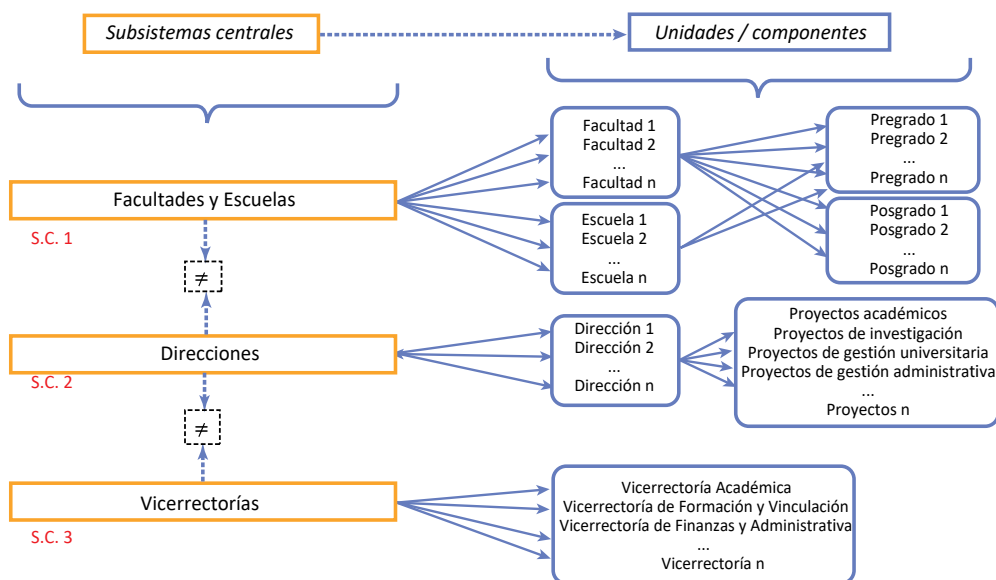 Subsistemas centrales
Unidades / componentes
Facultades y Escuelas
S.C. 1
Facultad 1
Facultad 2
...
Facultad n
Escuela 1
Escuela 2
...
Escuela n
Pregrado 1
Pregrado 2
...
Pregrado n
Posgrado 1
Posgrado 2
...
Posgrado n
≠
Direcciones
S.C. 2
Dirección 1
Dirección 2
...
Dirección n
Proyectos académicos
Proyectos de investigación
Proyectos de gestión universitaria
Proyectos de gestión administrativa
...
Proyectos n
≠
Vicerrectorías
S.C. 3
Vicerrectoría Académica
Vicerrectoría de Formación y Vinculación
Vicerrectoría de Finanzas y Administrativa
...
Vicerrectoría n